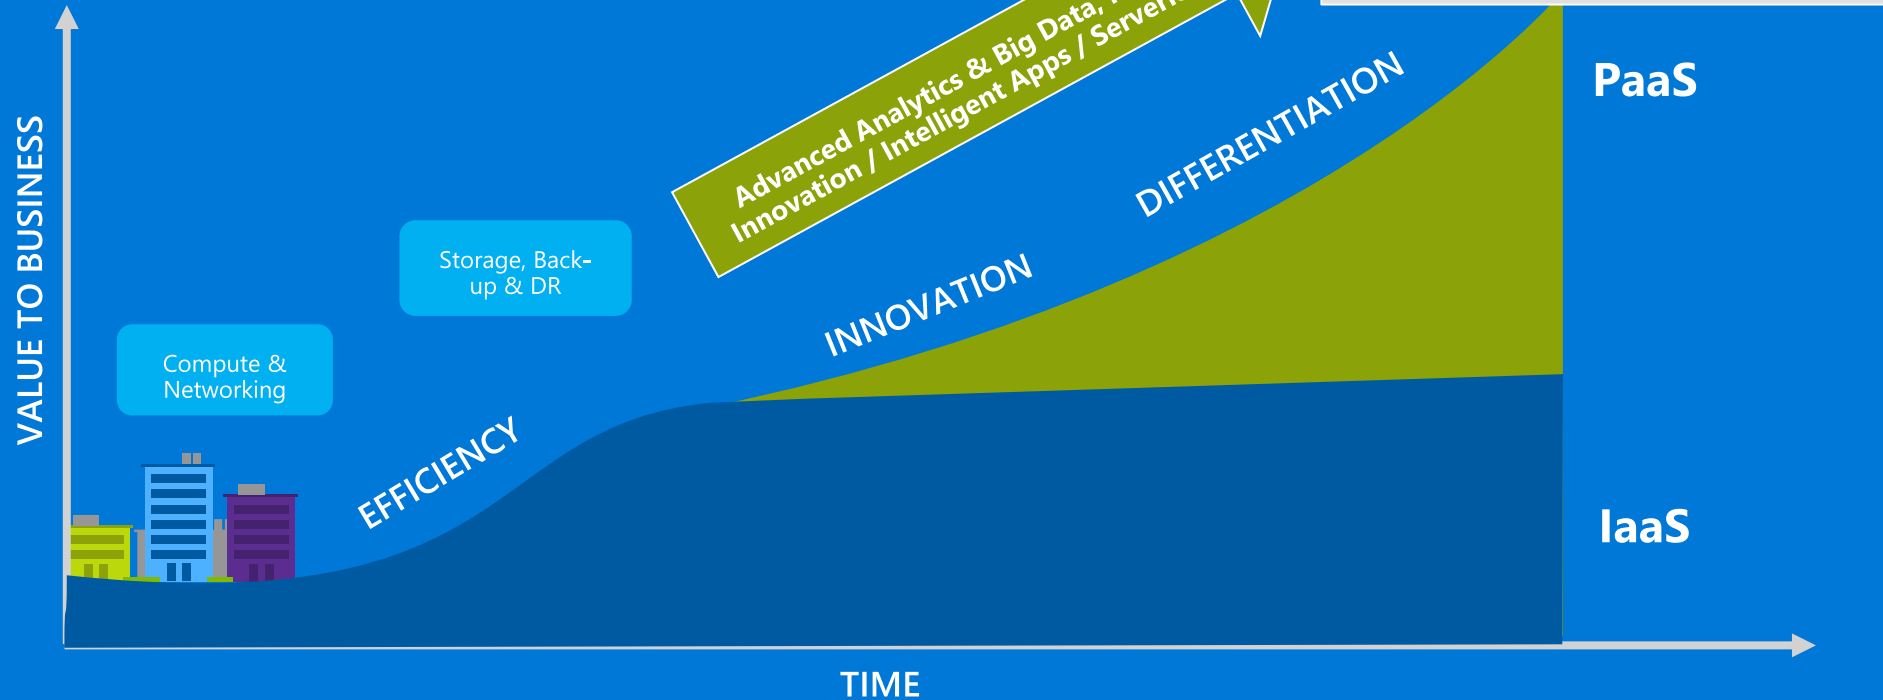 VALUE TO BUSINESS
Compute &
Networking
Storage, Back-
up & DR
Advanced Analytics & Big Data,
Innovation / Intelligent Apps /
EFFICIENCY
INNOVATION
DIFFERENTIATION
PaaS
IaaS
TIME